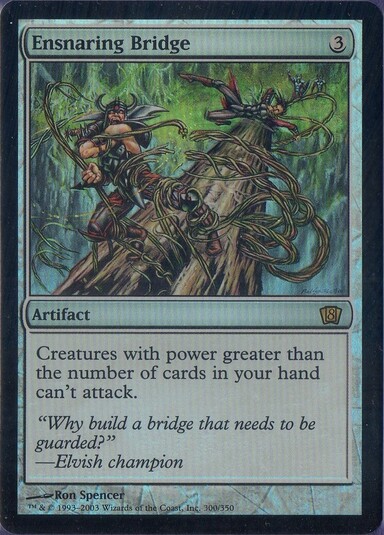 Ensnaring Bridge 3
Artifact 8
Creatures with power greater than
the number of cards in your hand
can't attack.
“Why build a bridge that needs to be
guarded?”
—Elvish champion
Ron Spencer
™ & © 1993–2003 Wizards of the Coast, Inc. 300/350